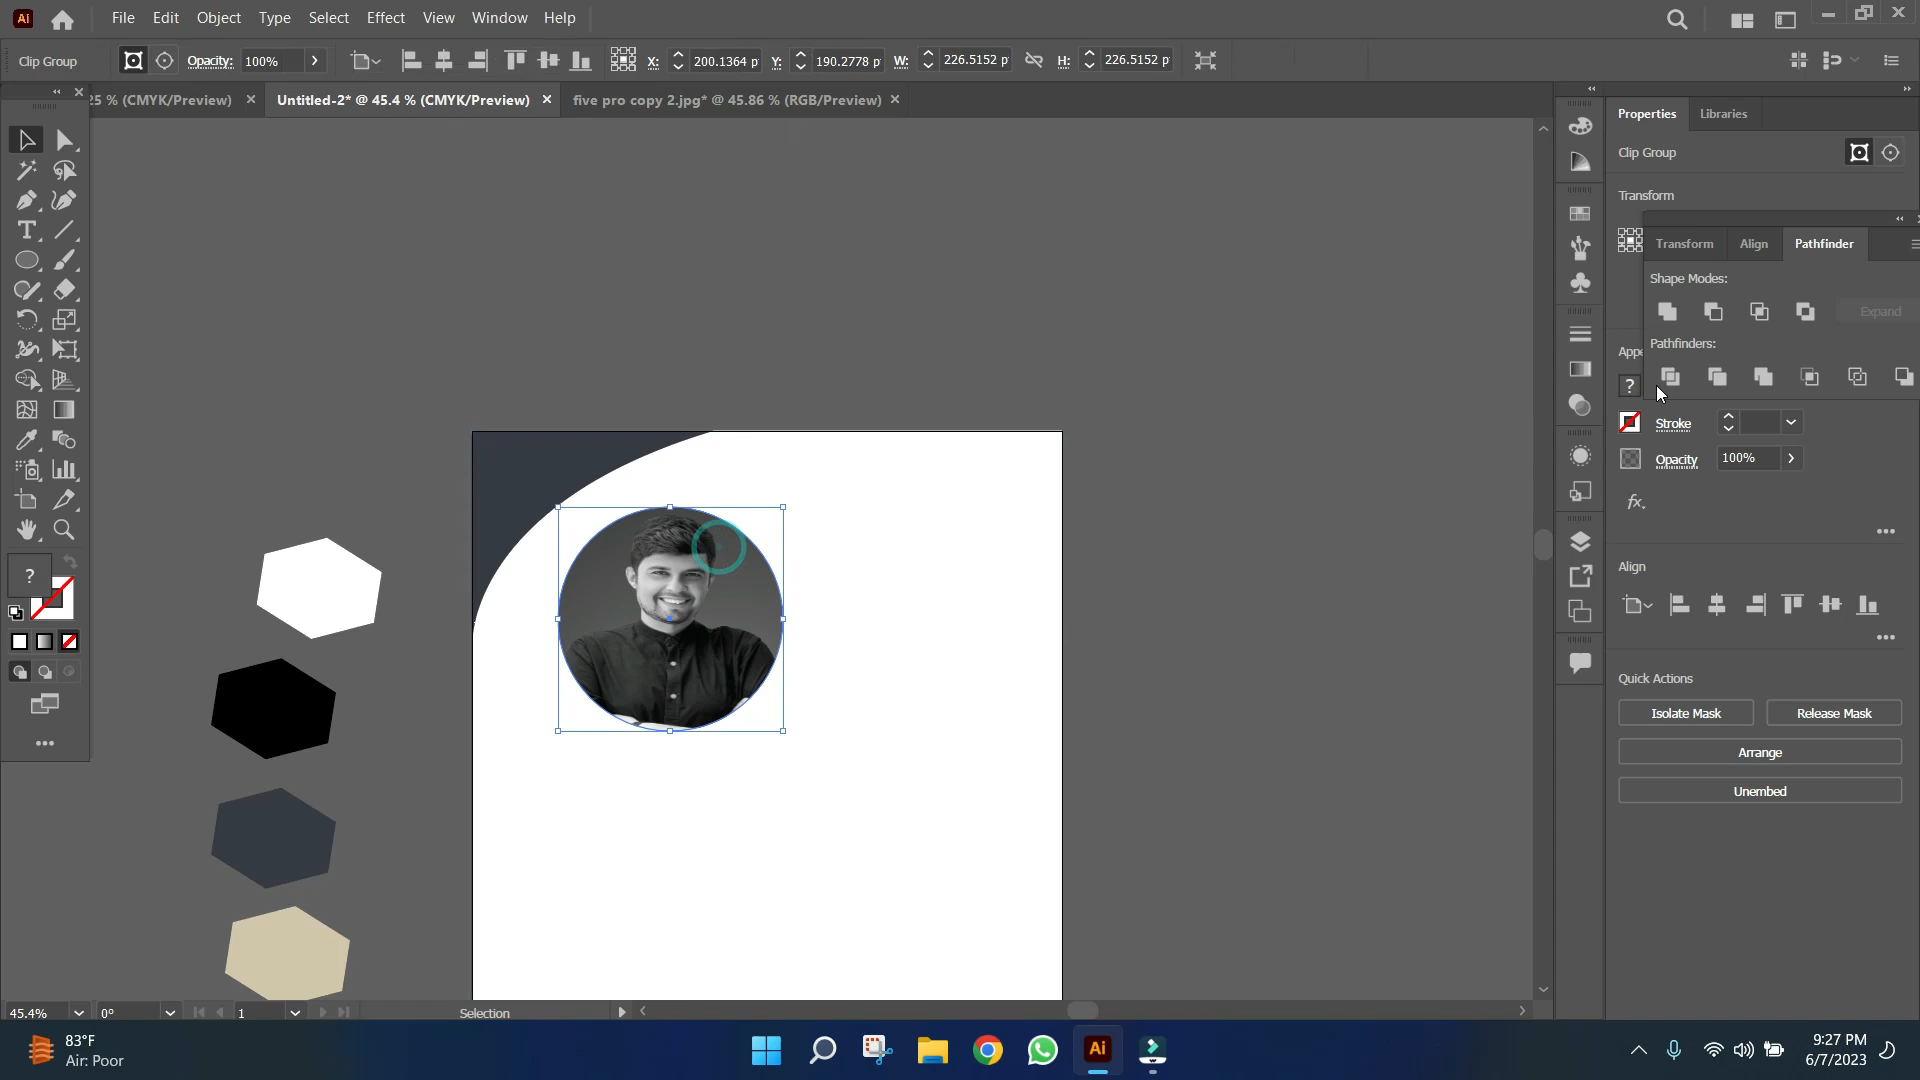 Ai File Edit Object Type Select Effect View Window Help
Clip Group Opacity: 100% X: 200.1364 p Y: 190.2778 p W: 226.5152 p H: 226.5152 p
25 % (CMYK/Preview) × Untitled-2* @ 45.4 % (CMYK/Preview) × five pro copy 2.jpg* @ 45.86 % (RGB/Preview) ×
Properties Libraries
Clip Group
Transform
Transform Align Pathfinder
Shape Modes:
Expand
Pathfinders:
Appe
?
Stroke
Opacity 100%
fx.
Align
Quick Actions
Isolate Mask Release Mask
Arrange
Unembed
?
45.4% 0° 1 Selection
83°F
Air: Poor
Ai
9:27 PM
6/7/2023